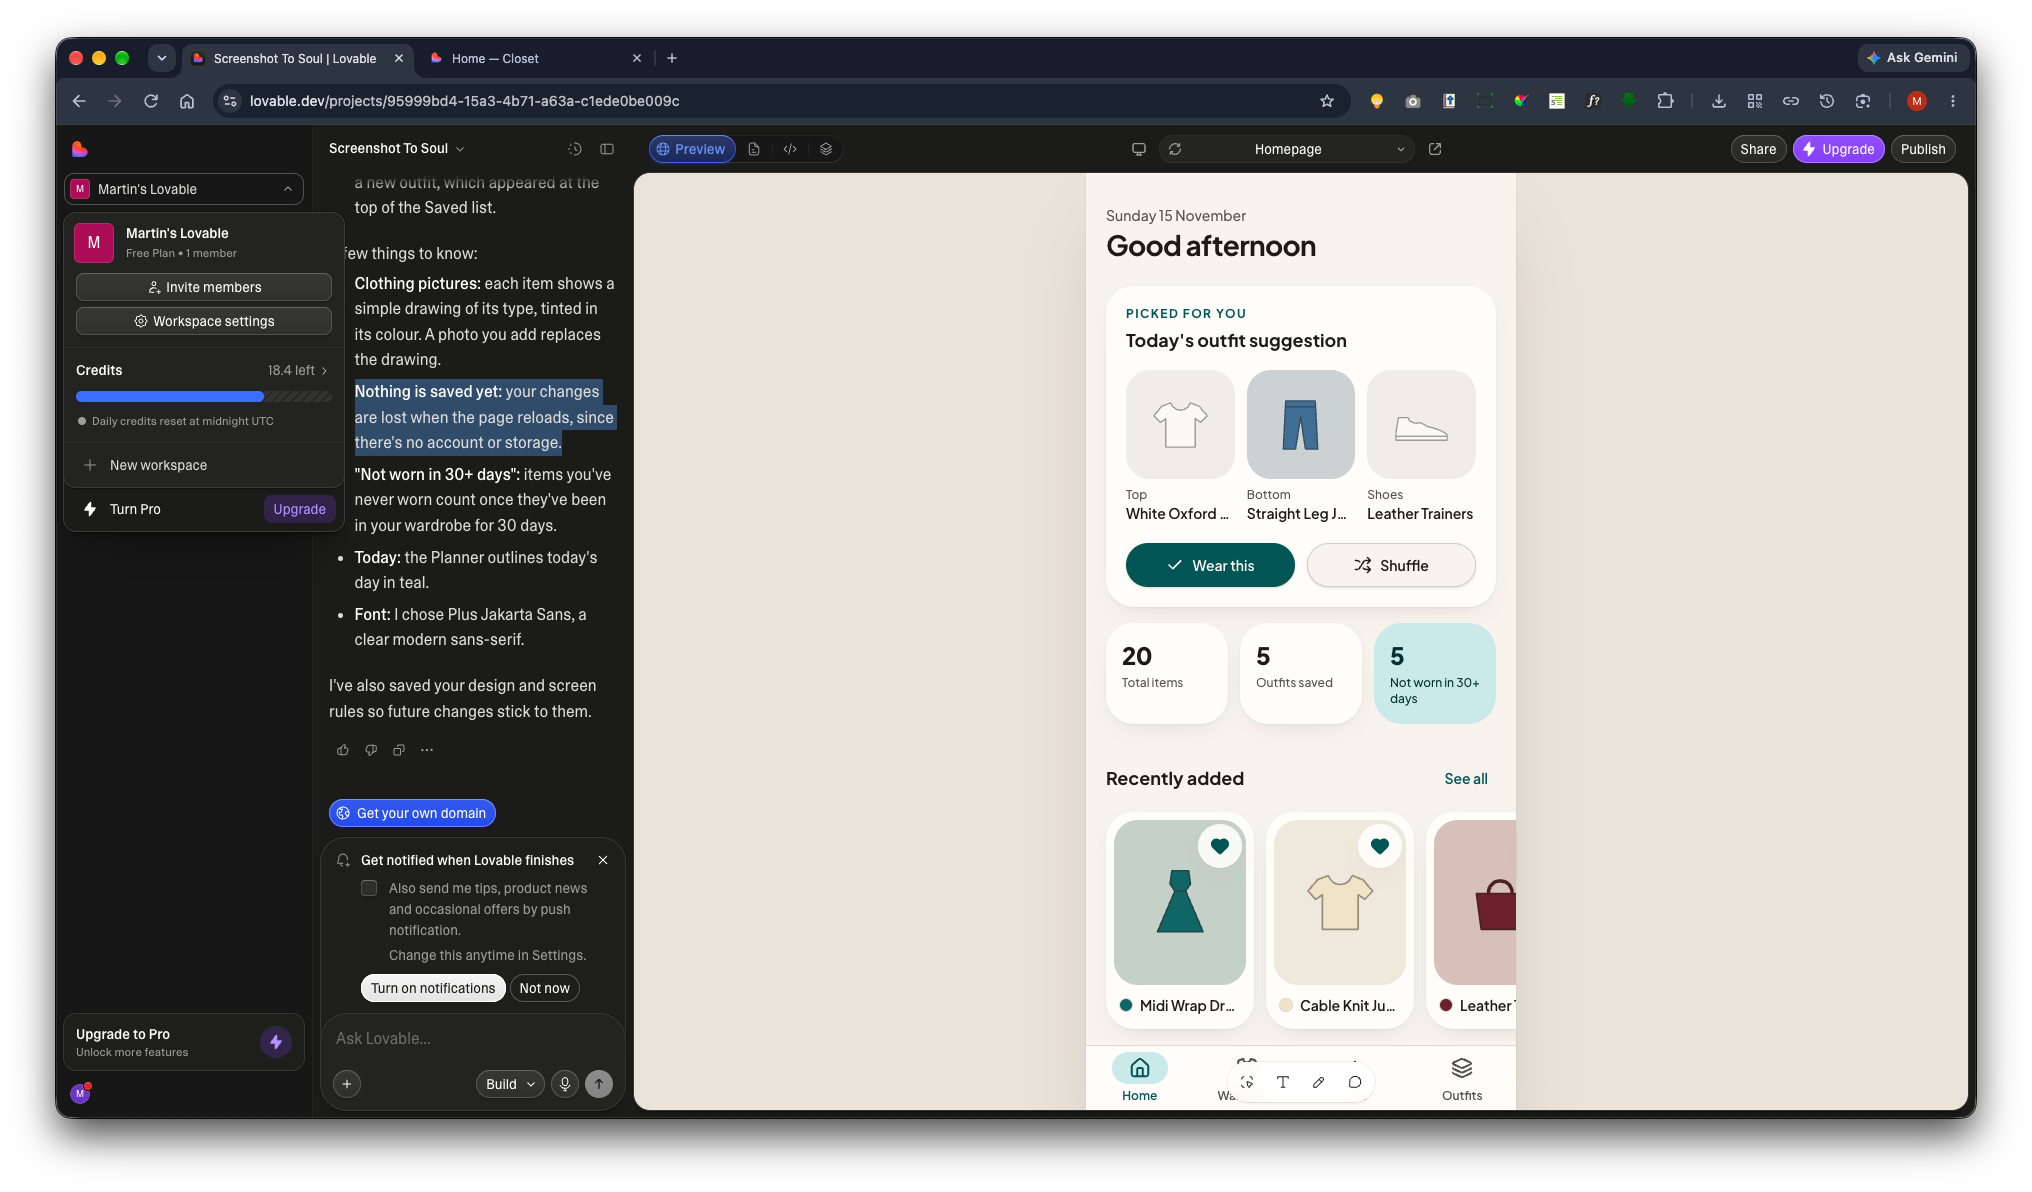 Screenshot To Soul | Lovable
Home — Closet
Ask Gemini
lovable.dev/projects/95999bd4-15a3-4b71-a63a-c1ede0be009c
M
Martin's Lovable
M
Martin's Lovable
Free Plan • 1 member
Invite members
Workspace settings
Credits
18.4 left
Daily credits reset at midnight UTC
New workspace
Turn Pro
Upgrade
Upgrade to Pro
Unlock more features
M
Screenshot To Soul
a new outfit, which appeared at the
top of the Saved list.
few things to know:
Clothing pictures: each item shows a
simple drawing of its type, tinted in
its colour. A photo you add replaces
the drawing.
Nothing is saved yet: your changes
are lost when the page reloads, since
there's no account or storage.
"Not worn in 30+ days": items you've
never worn count once they've been
in your wardrobe for 30 days.
• Today: the Planner outlines today's
day in teal.
• Font: I chose Plus Jakarta Sans, a
clear modern sans-serif.
I've also saved your design and screen
rules so future changes stick to them.
Get your own domain
Get notified when Lovable finishes
Also send me tips, product news
and occasional offers by push
notification.
Change this anytime in Settings.
Turn on notifications
Not now
Ask Lovable...
Build
Preview
Homepage
Share
Upgrade
Publish
Sunday 15 November
Good afternoon
PICKED FOR YOU
Today's outfit suggestion
Top
White Oxford ...
Bottom
Straight Leg J...
Shoes
Leather Trainers
Wear this
Shuffle
20
Total items
5
Outfits saved
5
Not worn in 30+
days
Recently added
See all
Midi Wrap Dr...
Cable Knit Ju...
Leather
Home
Outfits
M
f?